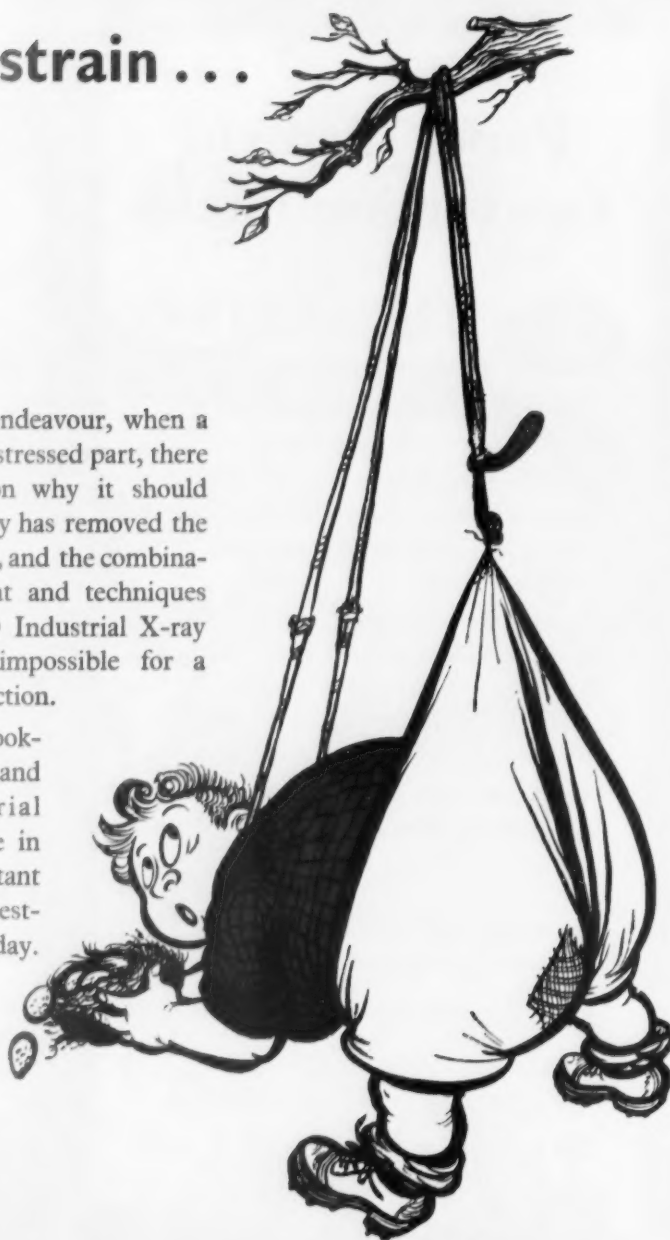 strain . . .
ndeavour, when a
stressed part, there
on why it should
y has removed the
, and the combina-
nt and techniques
Industrial X-ray
impossible for a
ction.
ook-
and
rial
e in
tant
est-
day.